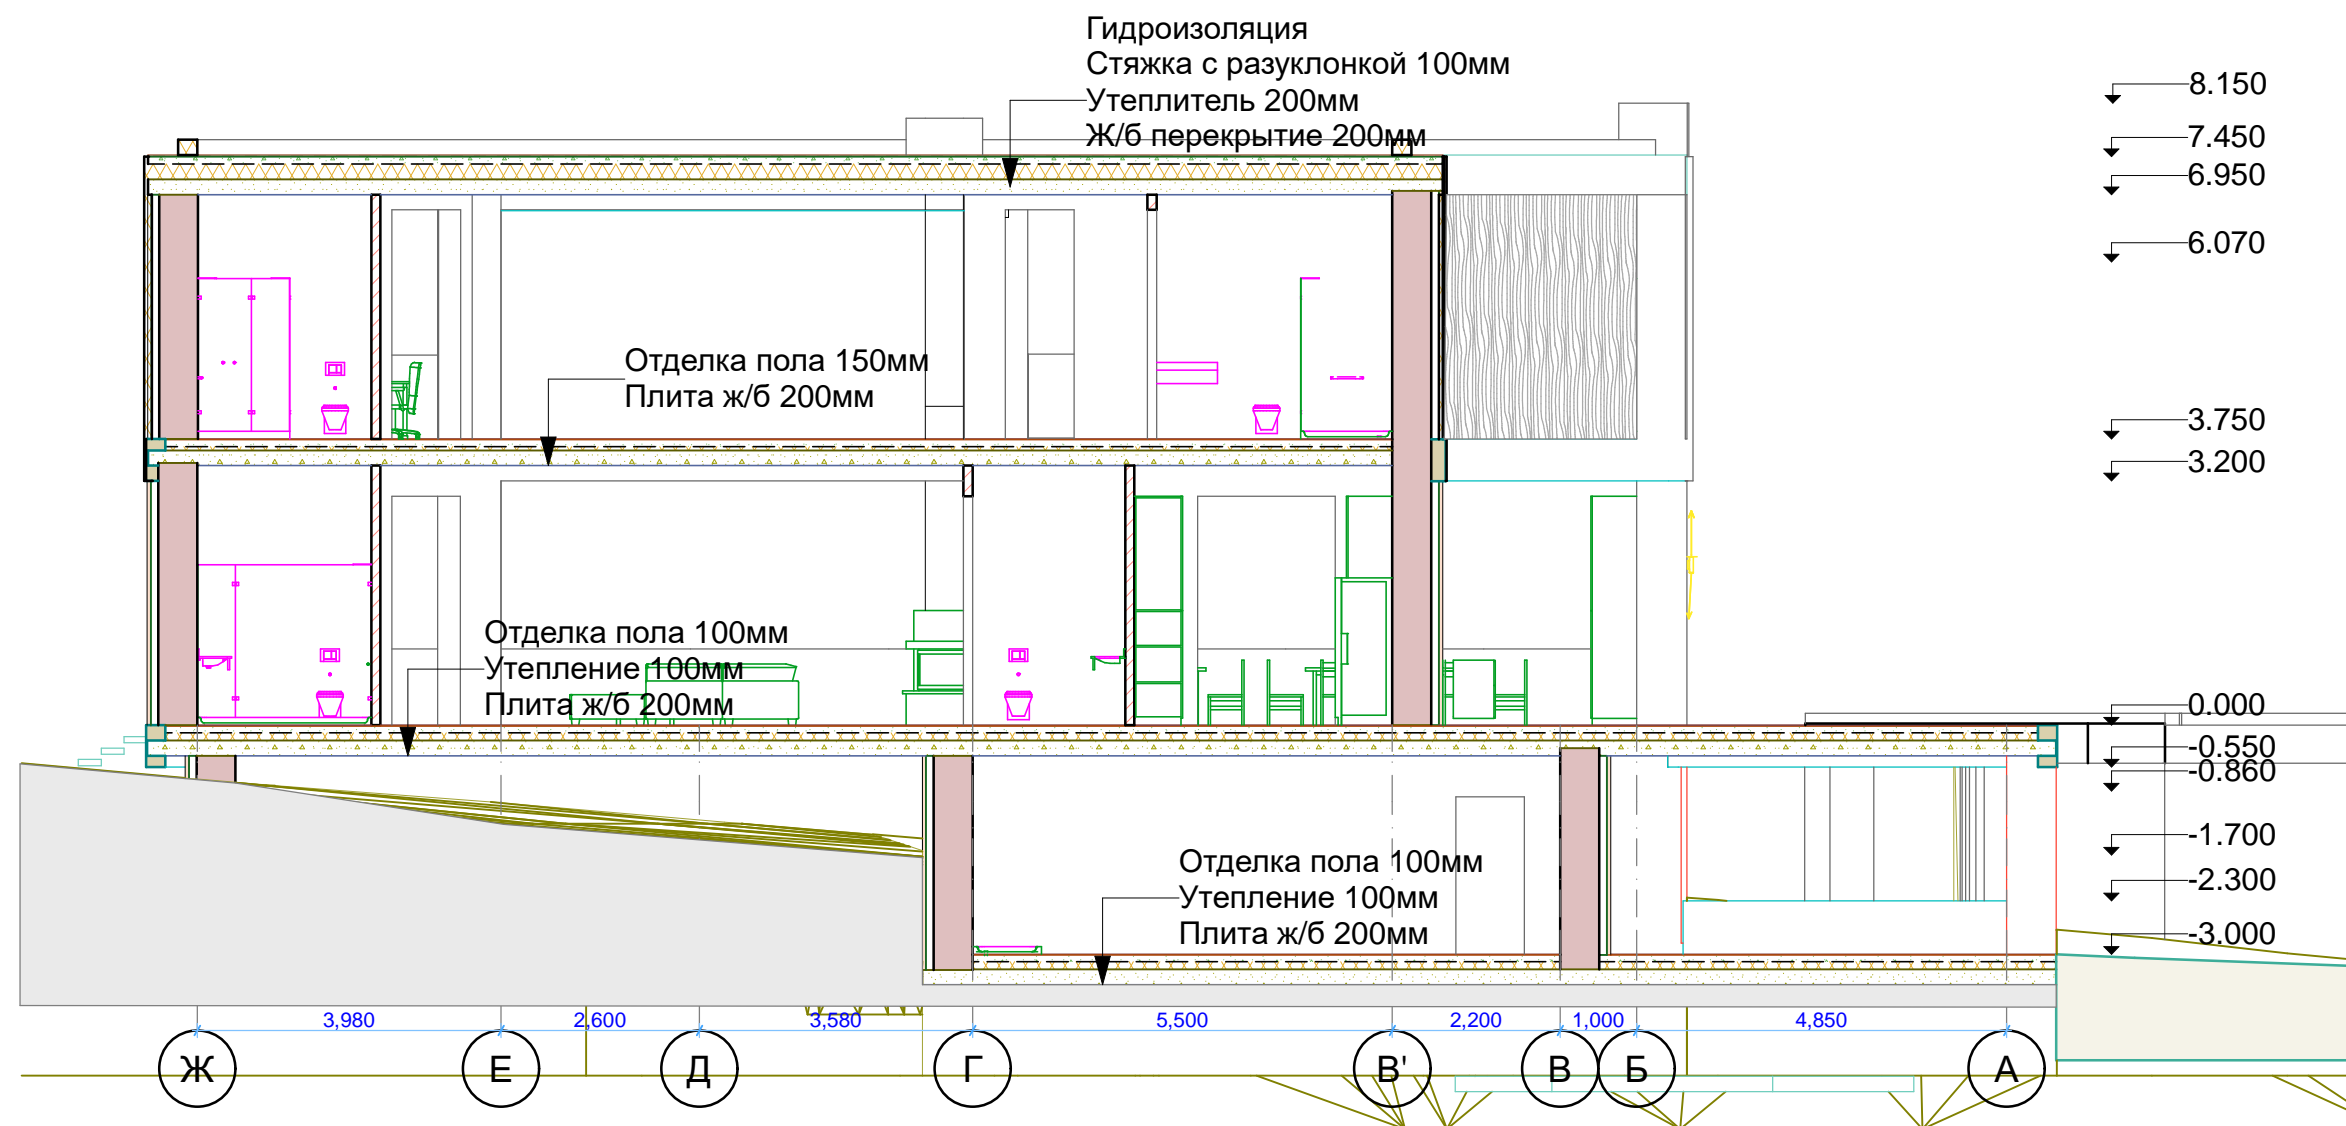 Гидроизоляция
Стяжка с разуклонкой 100мм
Утеплитель 200мм
Ж/б перекрытие 200мм
8.150
7.450
6.950
6.070
Отделка пола 150мм
Плита ж/б 200мм
3.750
3.200
Отделка пола 100мм
Утепление 100мм
Плита ж/б 200мм
0.000
-0.550
-0.860
-1.700
Отделка пола 100мм
Утепление 100мм
Плита ж/б 200мм
-2.300
-3.000
3,980 2,600 3,580 5,500 2,200 1,000 4,850
Ж Е Д Г В' В Б А